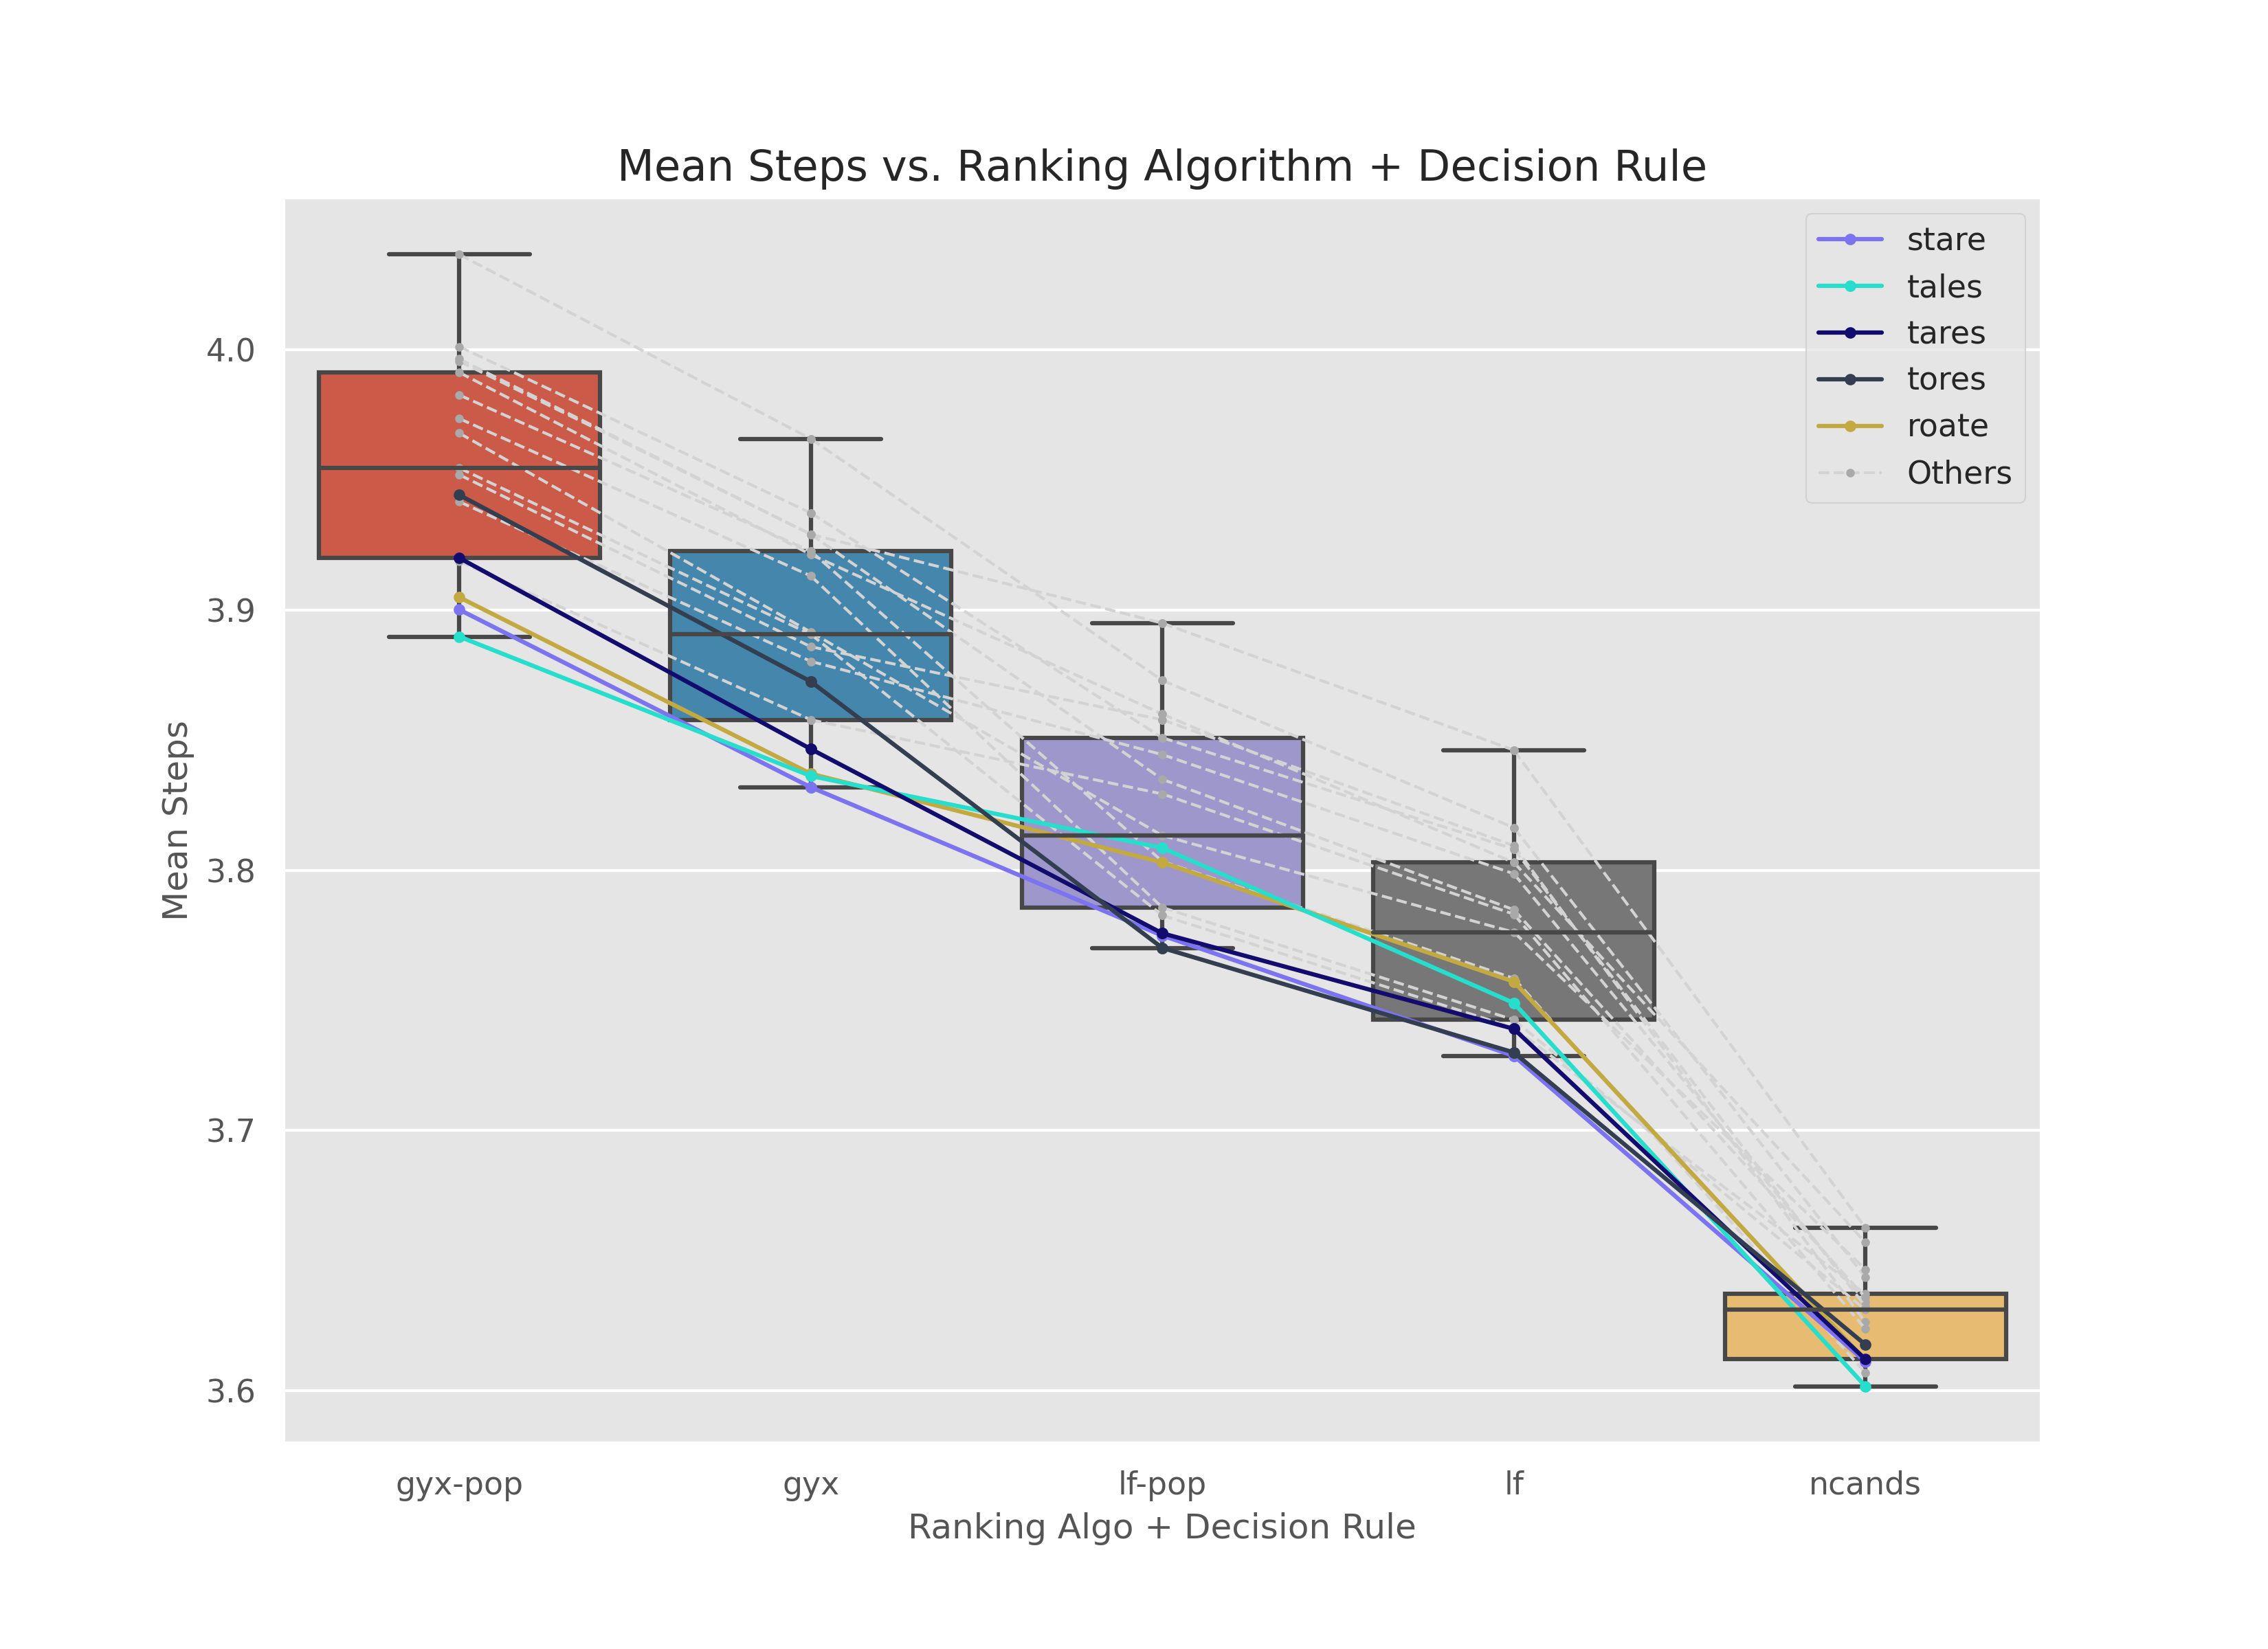 Mean Steps vs. Ranking Algorithm + Decision Rule
stare
tales
tares
tores
roate
Others
4.0
3.9
3.8
3.7
3.6
Mean Steps
gyx-pop
gyx
lf-pop
lf
ncands
Ranking Algo + Decision Rule